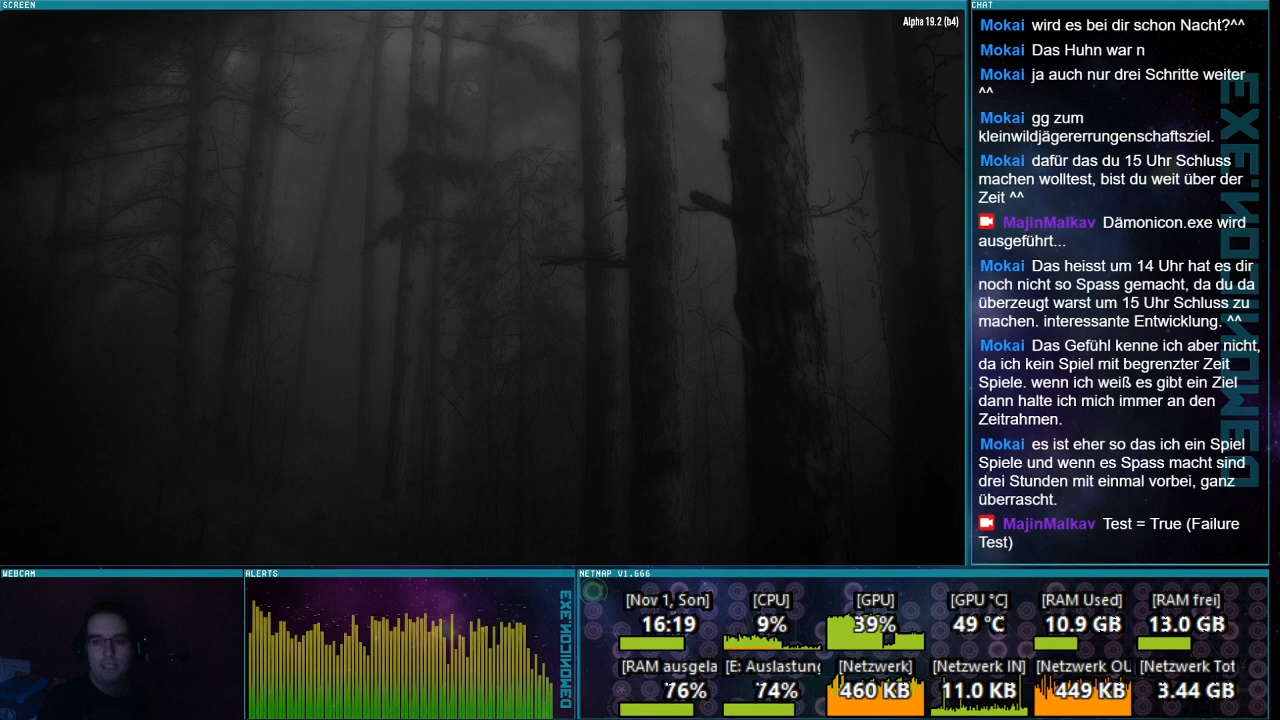 SCREEN
Alpha 19.2 (b4)
CHAT
Mokai wird es bei dir schon Nacht?^^
Mokai Das Huhn war n
Mokai ja auch nur drei Schritte weiter
^^
Mokai gg zum
kleinwildjägererrungenschaftsziel.
Mokai dafür das du 15 Uhr Schluss
machen wolltest, bist du weit über der
Zeit ^^
MajinMalkav Dämonicon.exe wird
ausgeführt...
Mokai Das heisst um 14 Uhr hat es dir
noch nicht so Spass gemacht, da du da
überzeugt warst um 15 Uhr Schluss zu
machen. interessante Entwicklung. ^^
Mokai Das Gefühl kenne ich aber nicht,
da ich kein Spiel mit begrenzter Zeit
Spiele. wenn ich weiß es gibt ein Ziel
dann halte ich mich immer an den
Zeitrahmen.
Mokai es ist eher so das ich ein Spiel
Spiele und wenn es Spass macht sind
drei Stunden mit einmal vorbei, ganz
überrascht.
MajinMalkav Test = True (Failure
Test)
WEBCAM
ALERTS
NETMAP V1.666
[Nov 1, Son] [CPU] [GPU] [GPU °C] [RAM Used] [RAM frei]
16:19 9% 39% 49 °C 10.9 GB 13.0 GB
[RAM ausgela [E: Auslastung [Netzwerk] [Netzwerk IN] [Netzwerk OU [Netzwerk Tot
76% 74% 460 KB 11.0 KB 449 KB 3.44 GB